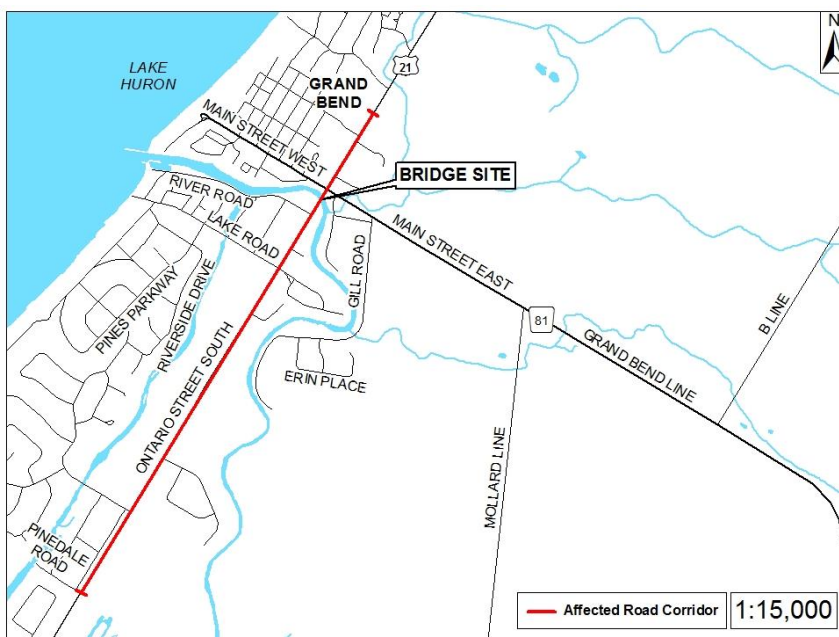 N
LAKE
HURON
21
GRAND
BEND
MAIN STREET WEST
BRIDGE SITE
RIVER ROAD
LAKE ROAD
MAIN STREET EAST
GILL ROAD
PINES PARKWAY
RIVERSIDE DRIVE
81
B LINE
GRAND BEND LINE
ONTARIO STREET SOUTH
ERIN PLACE
MOLLARD LINE
PINEDALE
ROAD
Affected Road Corridor
1:15,000